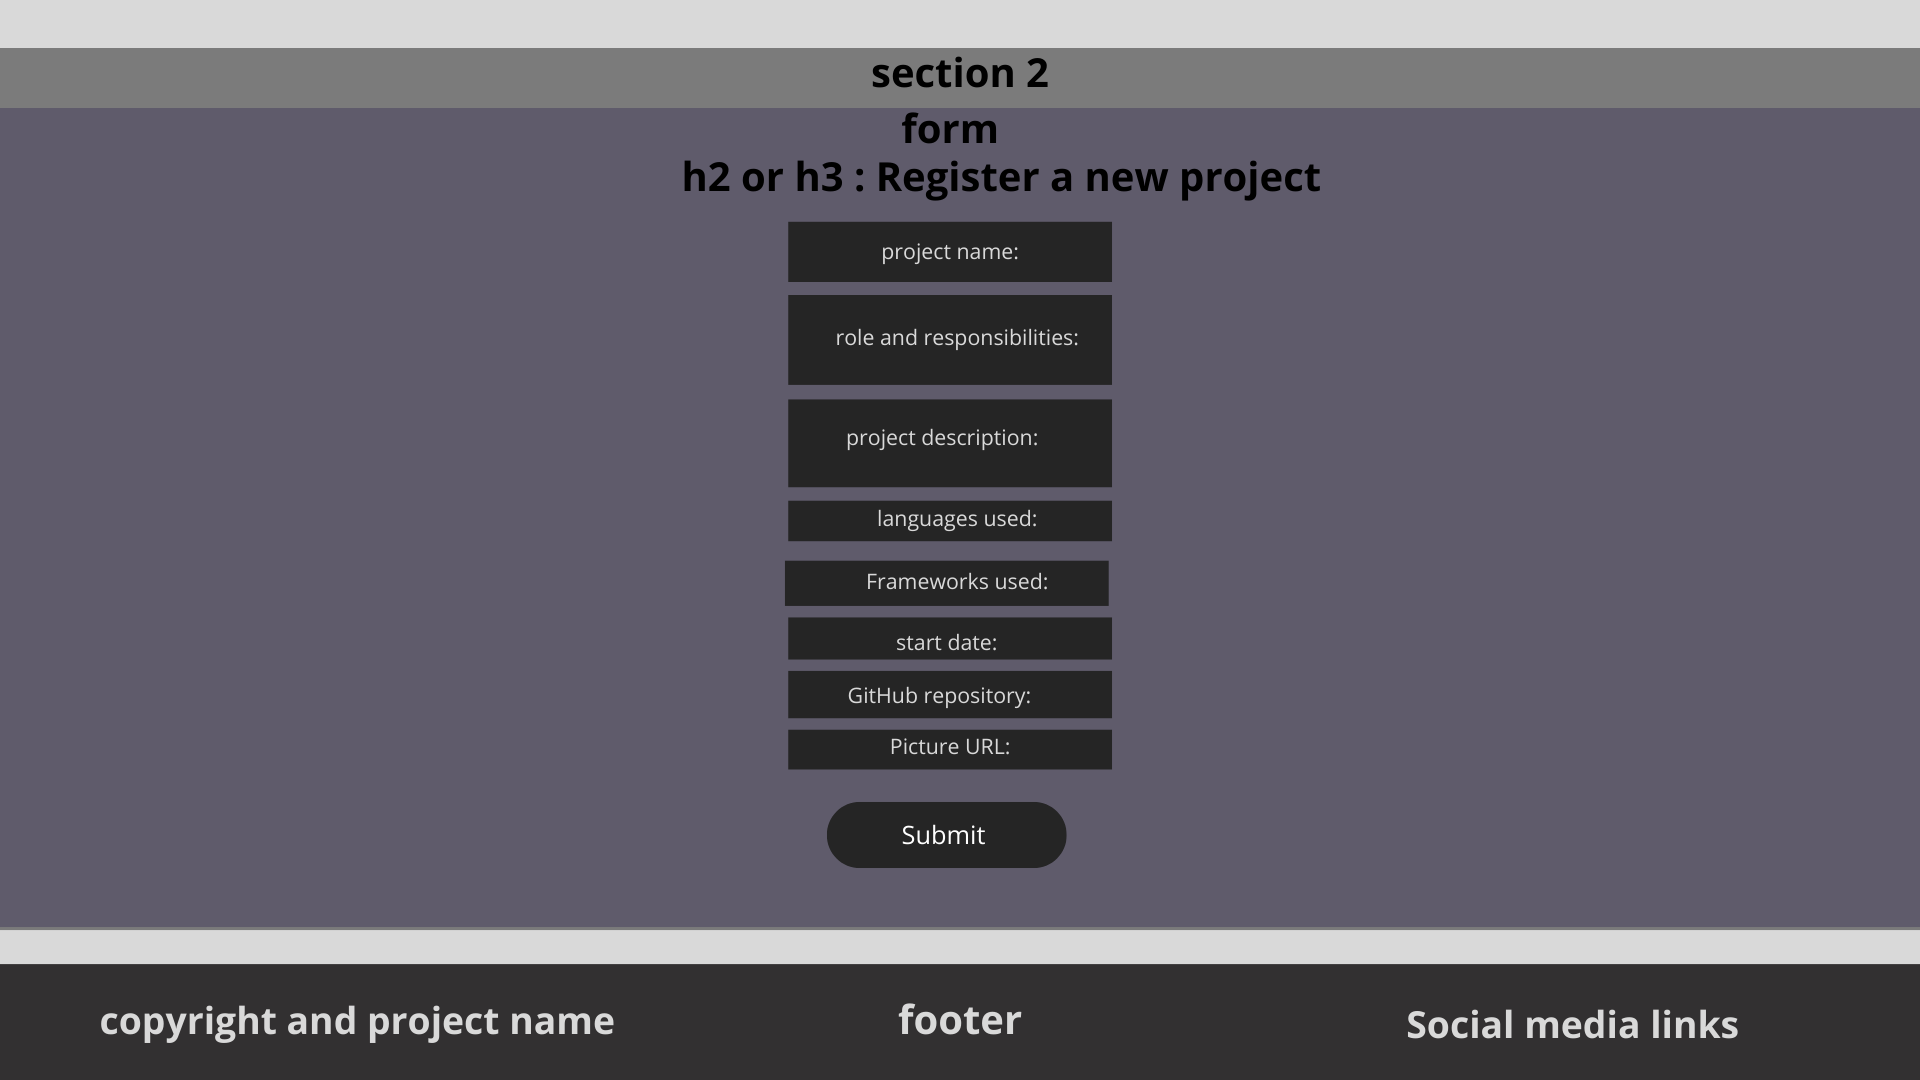 section 2
form
h2 or h3 : Register a new project
project name:
role and responsibilities:
project description:
languages used:
Frameworks used:
start date:
GitHub repository:
Picture URL:
Submit
copyright and project name
footer
Social media links